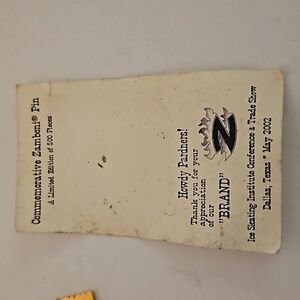 Commemorative Zamboni® Pin
A Limited Edition of 500 Pieces
Howdy Pardners!
Thank you for your
appreciation
of our
"BRAND"
Z
Ice Skating Institute Conference & Trade Show
Dallas, Texas * May 2002